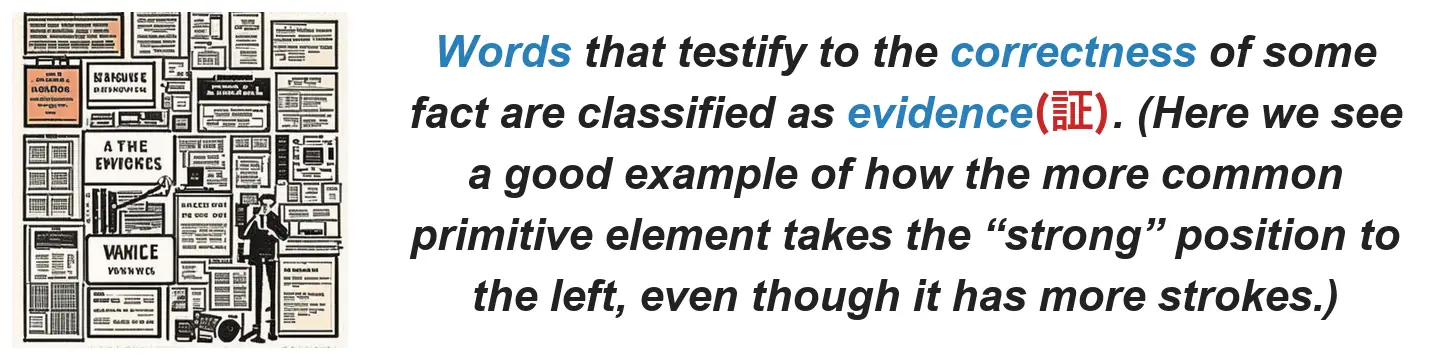 A THE
VANICE
Words that testify to the correctness of some
fact are classified as evidence(証). (Here we see
a good example of how the more common
primitive element takes the “strong” position to
the left, even though it has more strokes.)